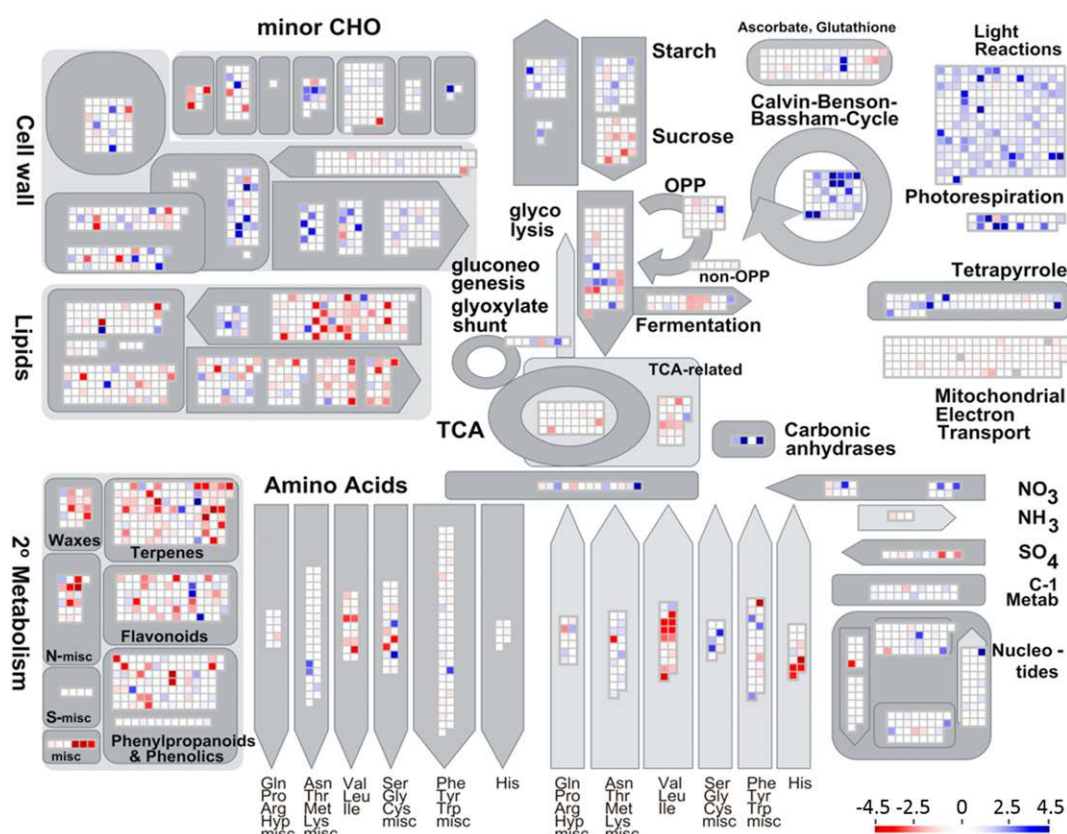 minor CHO
Cell wall
Lipids
2º Metabolism
Starch
Sucrose
OPP
glyco
lysis
non-OPP
gluconeo
genesis
glyoxylate
shunt
Fermentation
TCA-related
TCA
Carbonic
anhydrases
Ascorbate, Glutathione
Calvin-Benson-
Bassham-Cycle
Light
Reactions
Photorespiration
Tetrapyrrole
Mitochondrial
Electron
Transport
Waxes
Terpenes
Flavonoids
N-misc
S-misc
misc
Phenylpropanoids
& Phenolics
Amino Acids
Gln
Pro
Arg
Hyp
misc
Asn
Thr
Met
Lys
misc
Val
Leu
Ile
Ser
Gly
Cys
misc
Phe
Tyr
Trp
misc
His
Gln
Pro
Arg
Hyp
misc
Asn
Thr
Met
Lys
misc
Val
Leu
Ile
Ser
Gly
Cys
misc
Phe
Tyr
Trp
misc
His
NO3
NH3
SO4
C-1
Metab
Nucleo -
tides
-4.5 -2.5 0 2.5 4.5